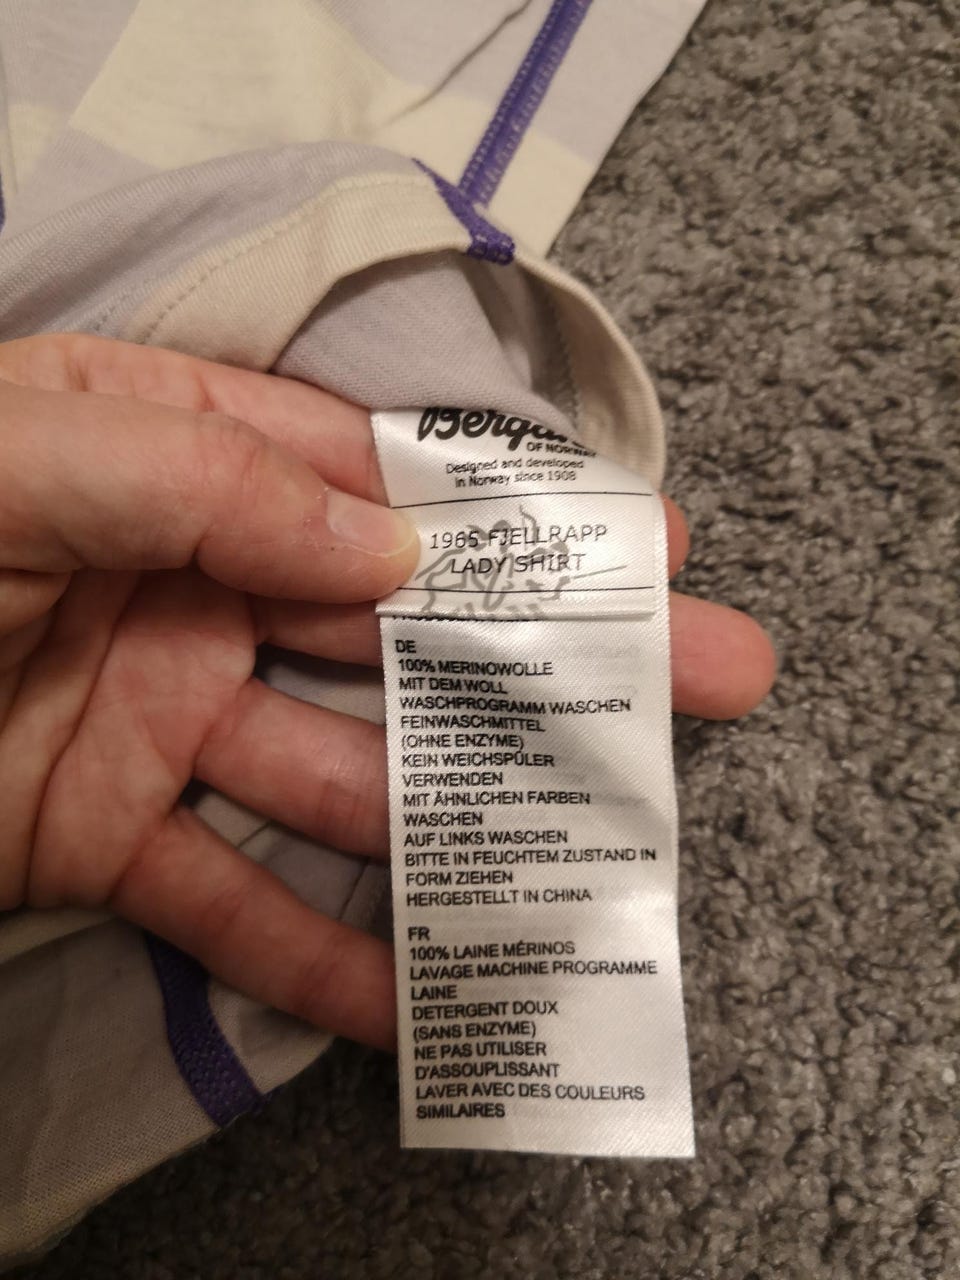 OF NORWAY
Designed and developed
in Norway since 1908
1965 FJELLRAPP
LADY SHIRT
DE
100% MERINOWOLLE
MIT DEM WOLL
WASCHPROGRAMM WASCHEN
FEINWASCHMITTEL
(OHNE ENZYME)
KEIN WEICHSPÜLER
VERWENDEN
MIT ÄHNLICHEN FARBEN
WASCHEN
AUF LINKS WASCHEN
BITTE IN FEUCHTEM ZUSTAND IN
FORM ZIEHEN
HERGESTELLT IN CHINA
FR
100% LAINE MÉRINOS
LAVAGE MACHINE PROGRAMME
LAINE
DETERGENT DOUX
(SANS ENZYME)
NE PAS UTILISER
D'ASSOUPLISSANT
LAVER AVEC DES COULEURS
SIMILAIRES